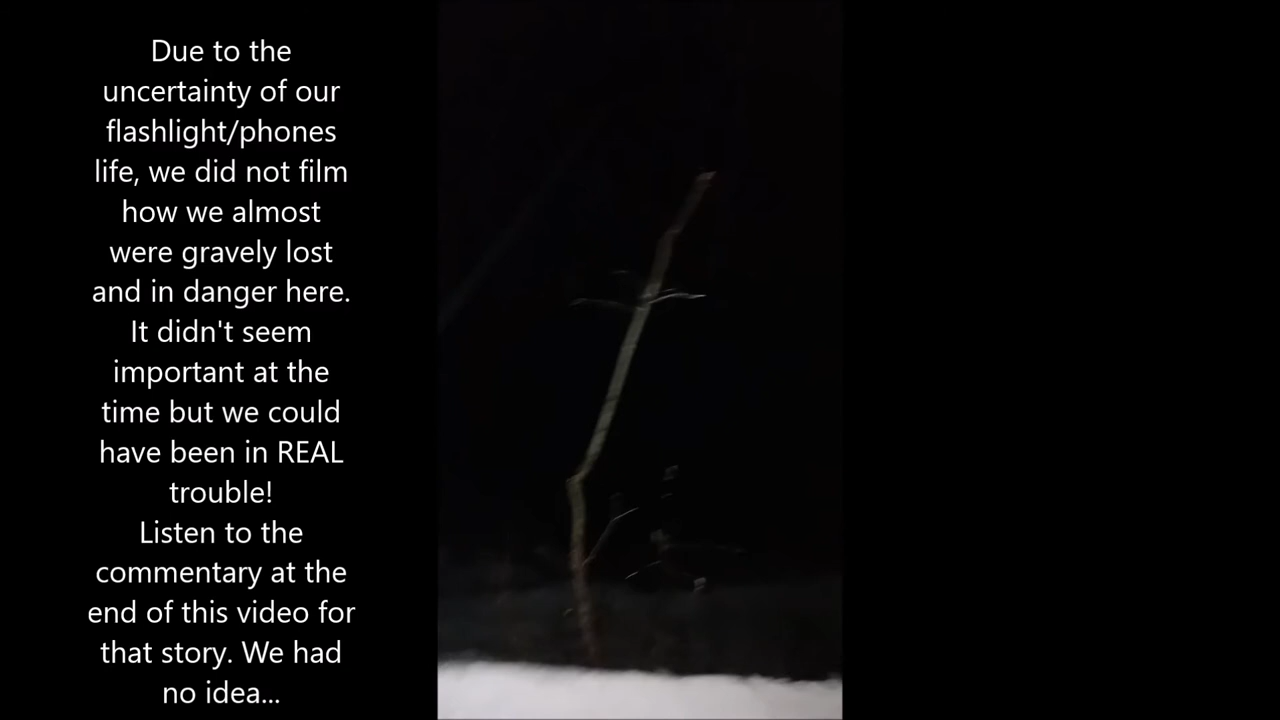 Due to the
uncertainty of our
flashlight/phones
life, we did not film
how we almost
were gravely lost
and in danger here.
It didn't seem
important at the
time but we could
have been in REAL
trouble!
Listen to the
commentary at the
end of this video for
that story. We had
no idea...